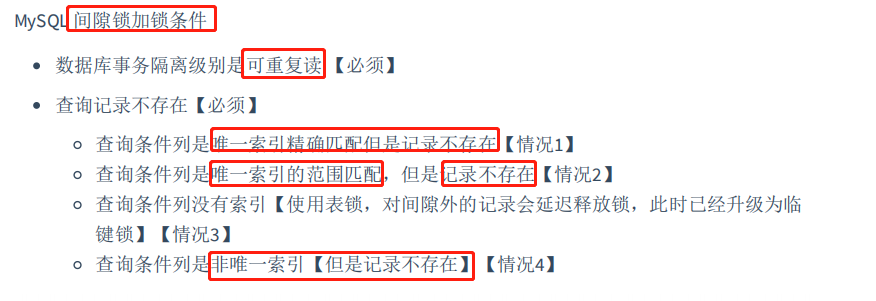 MySQL 间隙锁加锁条件
数据库事务隔离级别是可重复读【必须】
查询记录不存在【必须】
查询条件列是唯一索引精确匹配但是记录不存在【情况1】
查询条件列是唯一索引的范围匹配，但是记录不存在【情况2】
查询条件列没有索引【使用表锁，对间隙外的记录会延迟释放锁，此时已经升级为临
键锁】【情况3】
查询条件列是非唯一索引【但是记录不存在】【情况4】